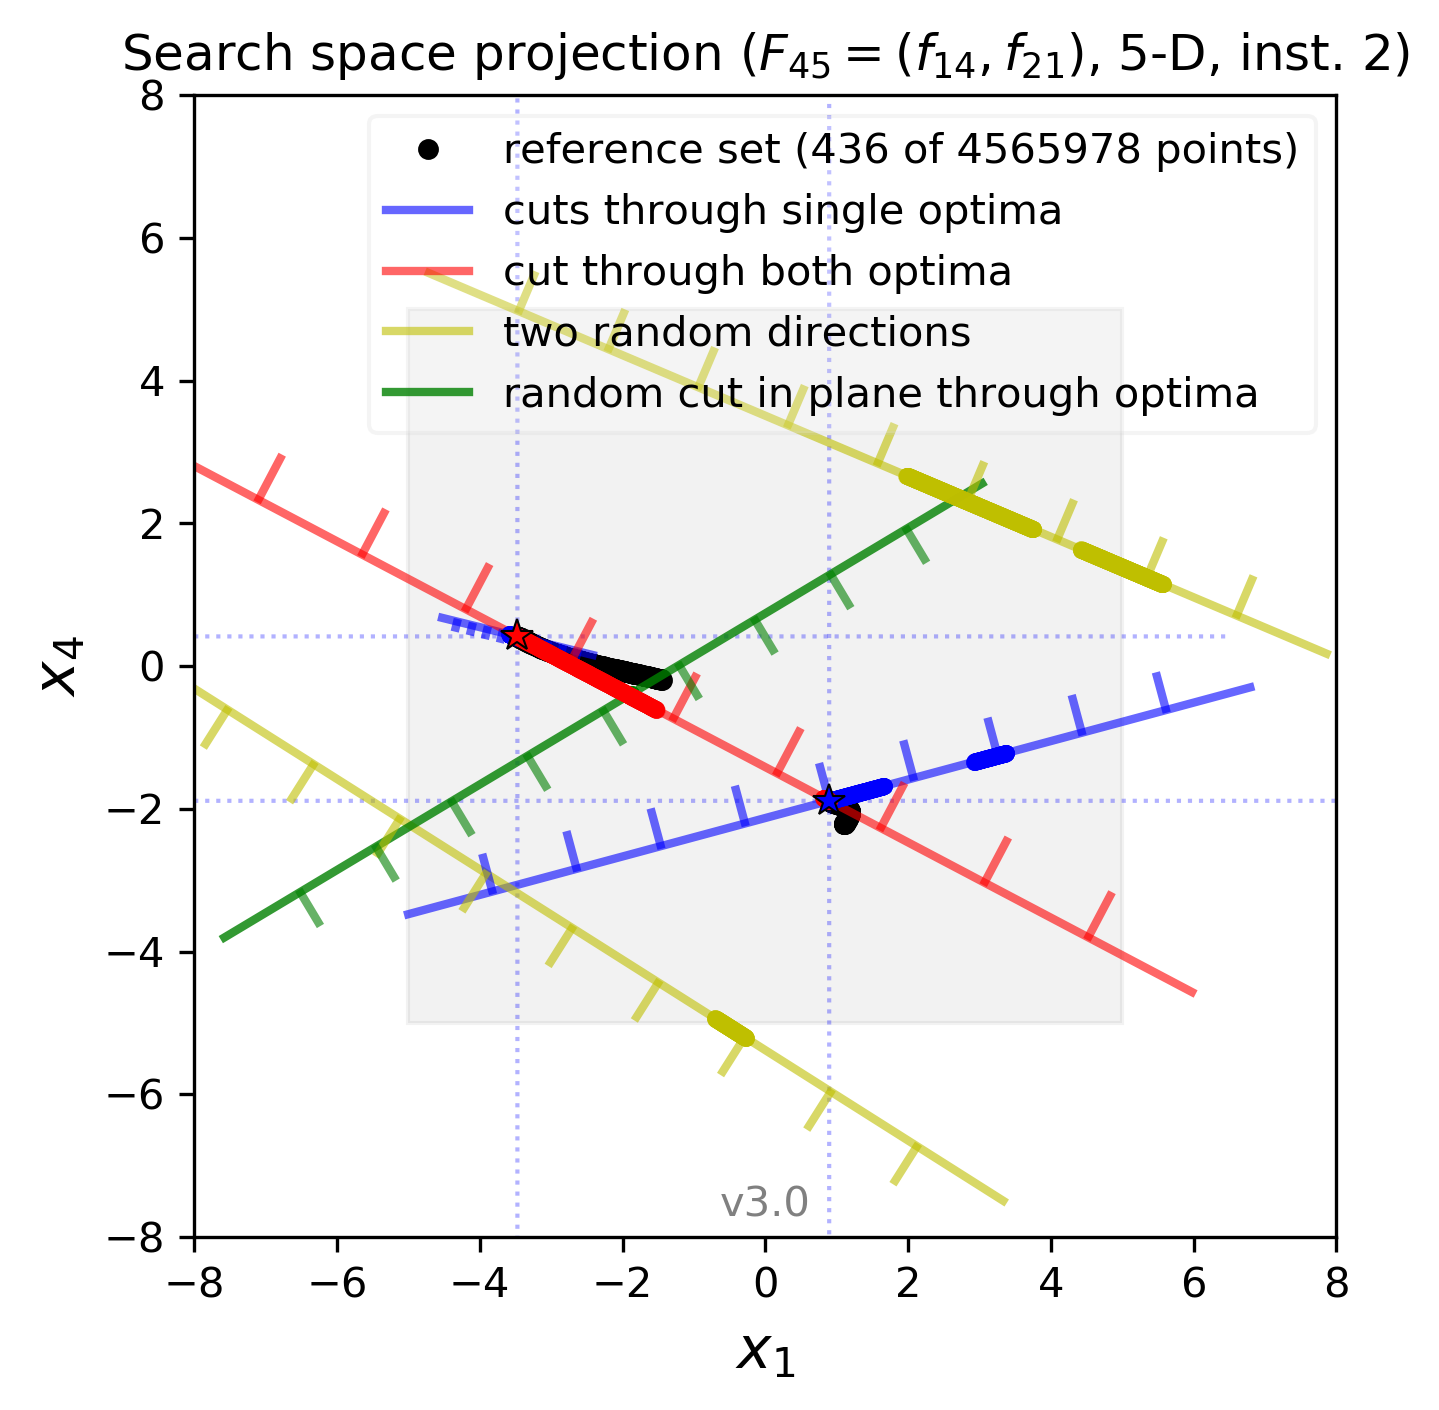 Search space projection (F45 = (f14, f21), 5-D, inst. 2)
reference set (436 of 4565978 points)
cuts through single optima
cut through both optima
two random directions
random cut in plane through optima
8
6
4
2
0
−2
−4
−6
−8
x4
v3.0
−8 −6 −4 −2 0 2 4 6 8
x1